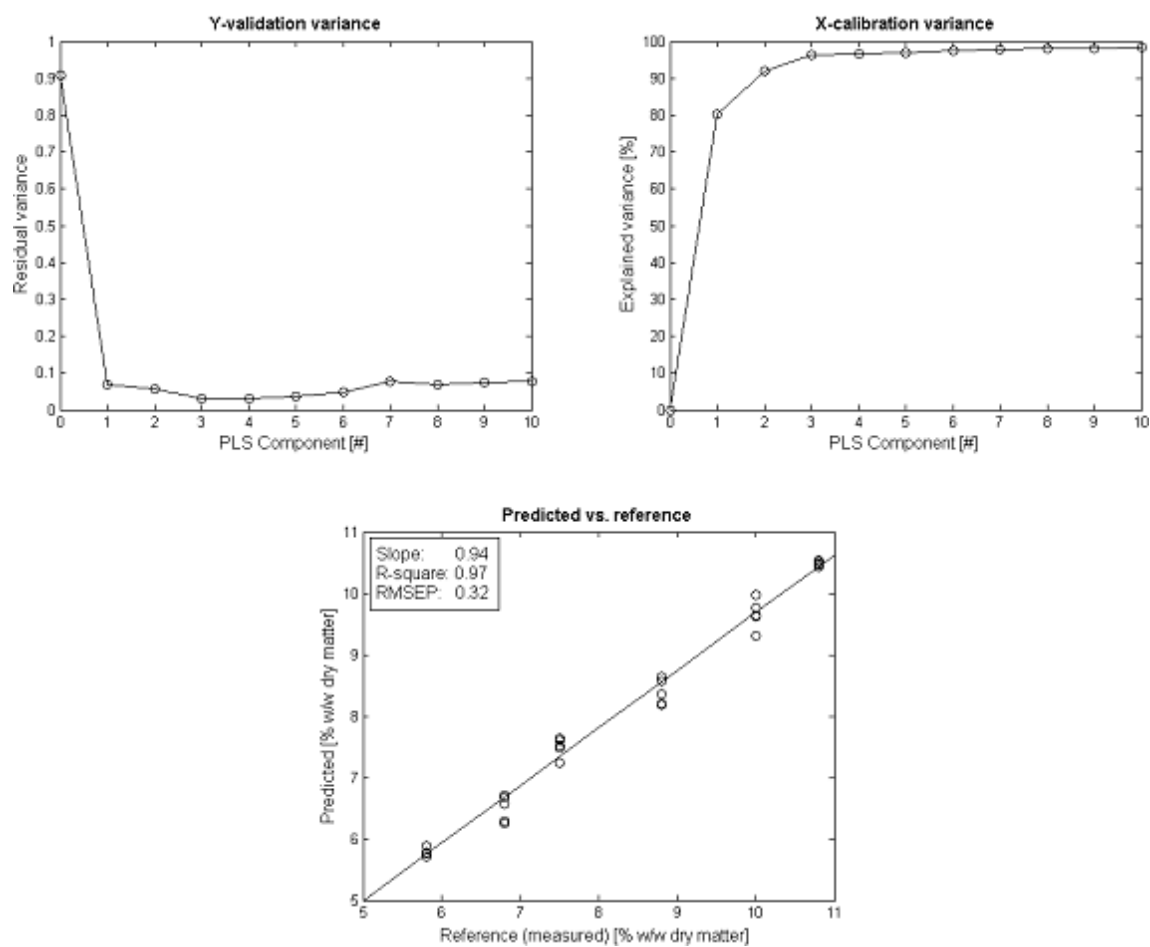 Y-validation variance
1
0.9
0.8
0.7
0.6
0.5
0.4
0.3
0.2
0.1
0
Residual variance
0 1 2 3 4 5 6 7 8 9 10
PLS Component [#]
X-calibration variance
100
90
80
70
60
50
40
30
20
10
0
Explained variance [%]
0 1 2 3 4 5 6 7 8 9 10
PLS Component [#]
Predicted vs. reference
Slope: 0.94
R-square: 0.97
RMSEP: 0.32
11
10
9
8
7
6
5
Predicted [% w/w dry matter]
5 6 7 8 9 10 11
Reference (measured) [% w/w dry matter]